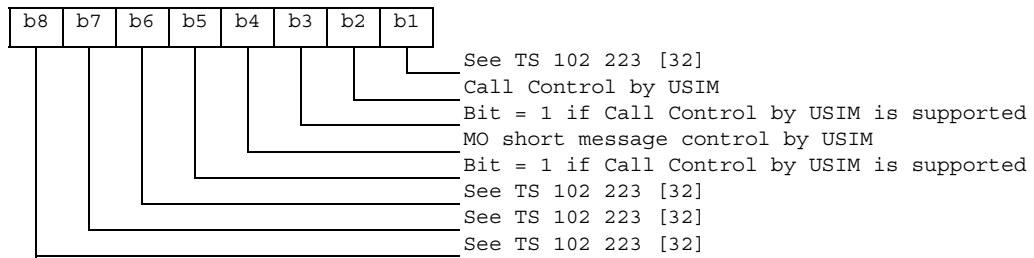 b8 b7 b6 b5 b4 b3 b2 b1
See TS 102 223 [32]
Call Control by USIM
Bit = 1 if Call Control by USIM is supported
MO short message control by USIM
Bit = 1 if Call Control by USIM is supported
See TS 102 223 [32]
See TS 102 223 [32]
See TS 102 223 [32]